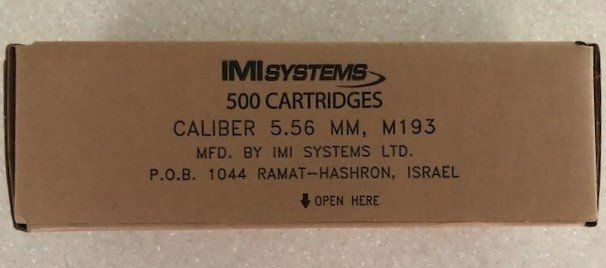 IMI SYSTEMS
500 CARTRIDGES
CALIBER 5.56 MM, M193
MFD. BY IMI SYSTEMS LTD.
P.O.B. 1044 RAMAT-HASHRON, ISRAEL
OPEN HERE